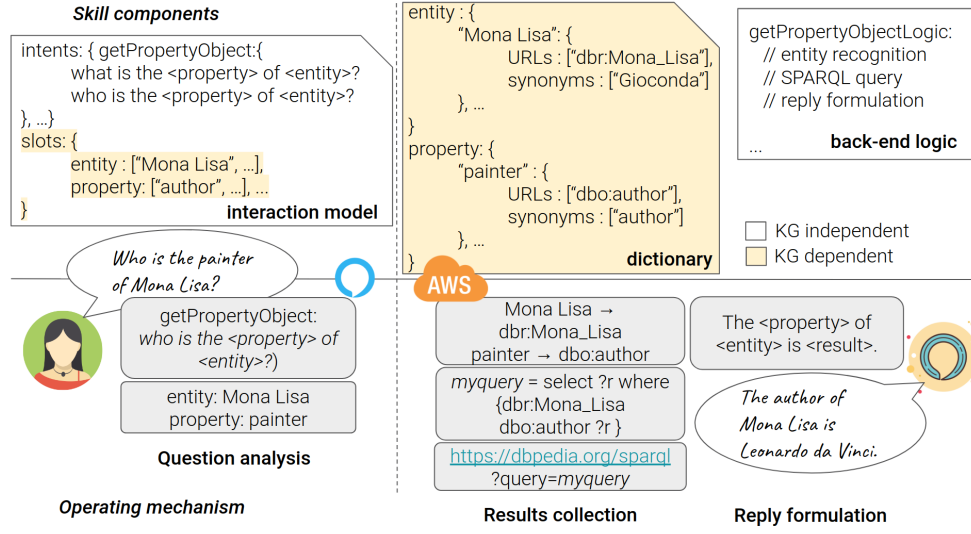 Skill components
intents: { getPropertyObject:{
what is the <property> of <entity>?
who is the <property> of <entity>?
}, ...}
slots: {
entity : ["Mona Lisa", ...],
property: ["author", ...], ...
}
interaction model
entity : {
"Mona Lisa": {
URLs : ["dbr:Mona_Lisa"],
synonyms : ["Gioconda"]
}, ...
}
property: {
"painter" : {
URLs : ["dbo:author"],
synonyms : ["author"]
}, ...
}
dictionary
getPropertyObjectLogic:
// entity recognition
// SPARQL query
// reply formulation
...
back-end logic
KG independent
KG dependent
Who is the painter
of Mona Lisa?
AWS
getPropertyObject:
who is the <property> of
<entity>?)
entity: Mona Lisa
property: painter
Question analysis
Mona Lisa →
dbr:Mona_Lisa
painter → dbo:author
myquery = select ?r where
{dbr:Mona_Lisa
dbo:author ?r }
https://dbpedia.org/sparql
?query=myquery
Results collection
The <property> of
<entity> is <result>.
The author of
Mona Lisa is
Leonardo da Vinci.
Reply formulation
Operating mechanism